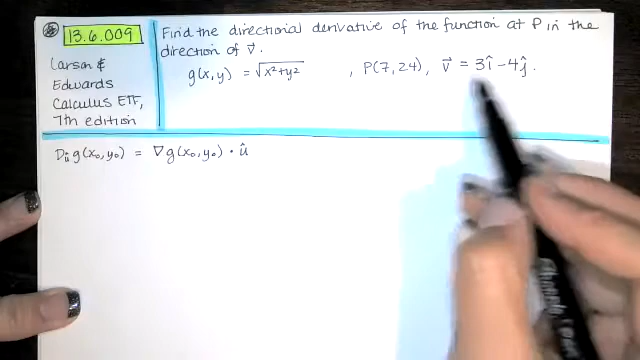 13.6.009
Larson &
Edwards
Calculus ETF,
7th edition
Find the directional derivative of the function at P in the
direction of v⃗.
g(x,y) = √(x²+y²) , P(7,24), v⃗ = 3î − 4ĵ.
D_û g(x₀,y₀) = ∇g(x₀,y₀) • û